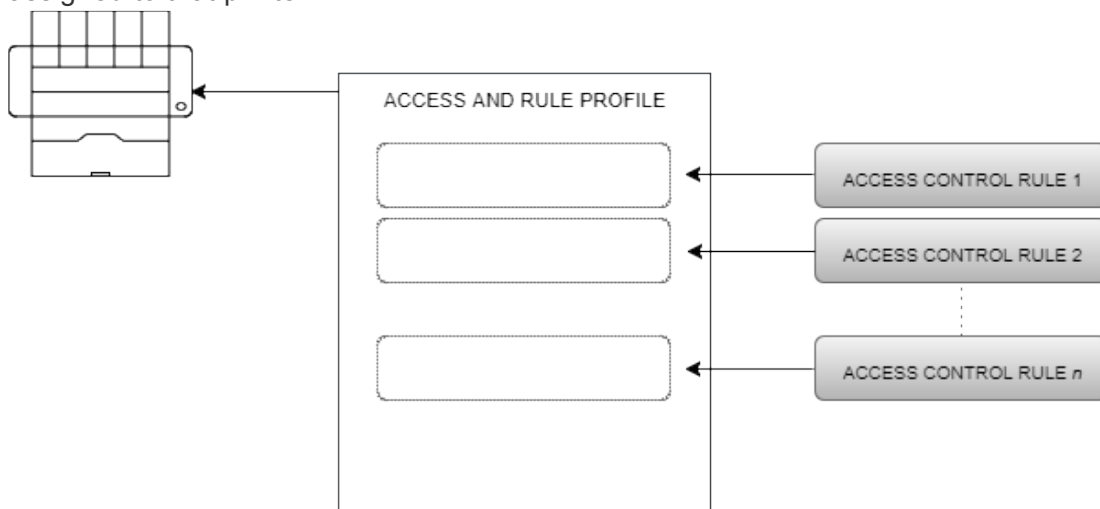 ACCESS AND RULE PROFILE
ACCESS CONTROL RULE 1
ACCESS CONTROL RULE 2
ACCESS CONTROL RULE n